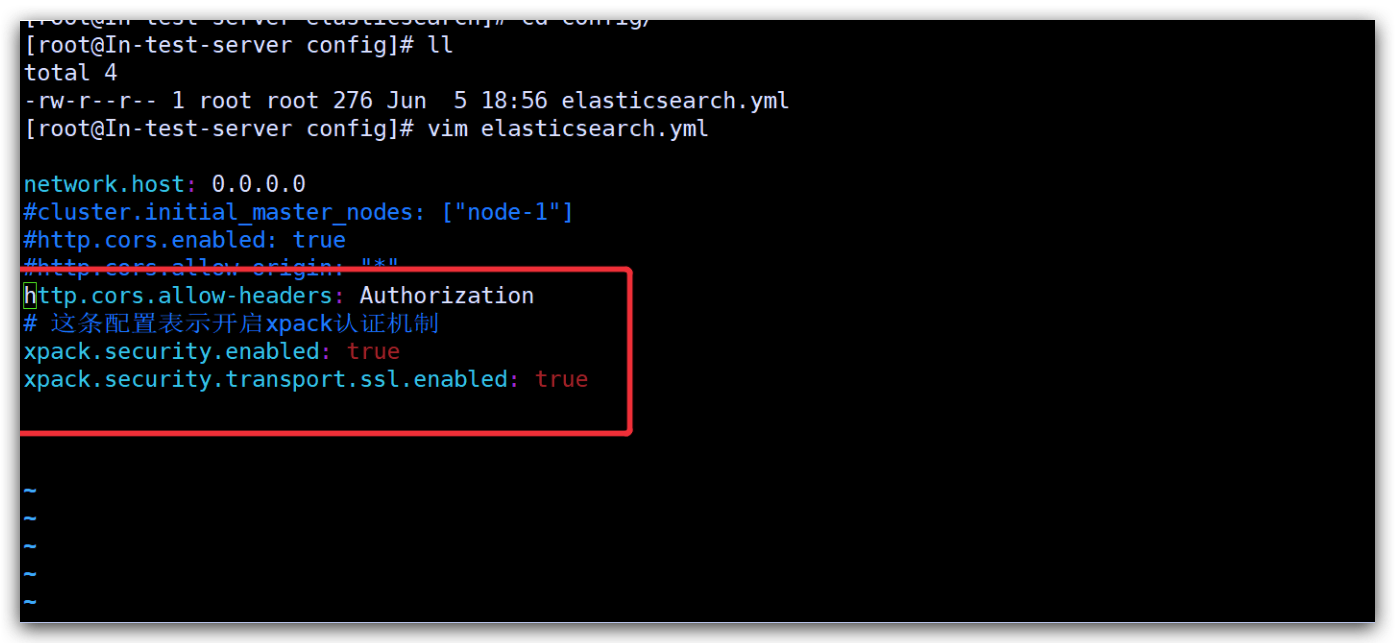 [root@In-test-server elasticsearch]# cd config/
[root@In-test-server config]# ll
total 4
-rw-r--r-- 1 root root 276 Jun  5 18:56 elasticsearch.yml
[root@In-test-server config]# vim elasticsearch.yml
network.host: 0.0.0.0
#cluster.initial_master_nodes: ["node-1"]
#http.cors.enabled: true
#http.cors.allow-origin: "*"
http.cors.allow-headers: Authorization
# 这条配置表示开启xpack认证机制
xpack.security.enabled: true
xpack.security.transport.ssl.enabled: true
~
~
~
~
~